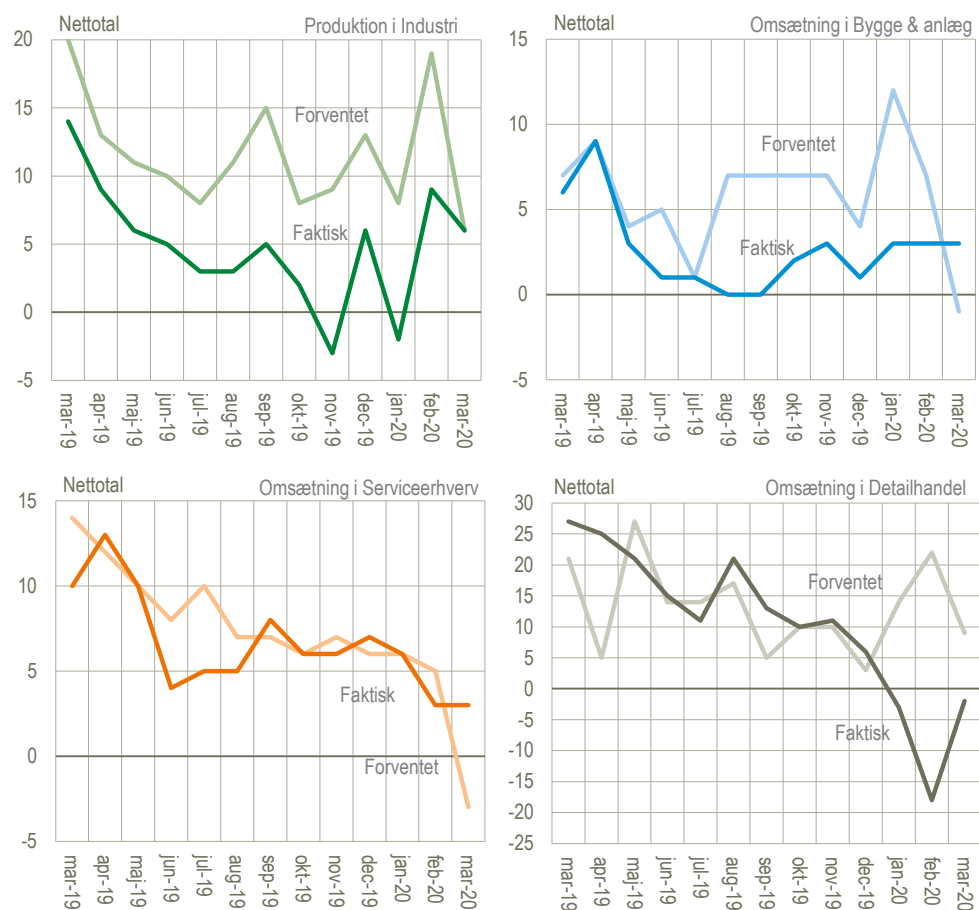 Nettotal
Produktion i Industri
20
15
10
5
0
-5
Forventet
Faktisk
mar-19
apr-19
maj-19
jun-19
jul-19
aug-19
sep-19
okt-19
nov-19
dec-19
jan-20
feb-20
mar-20
Nettotal
Omsætning i Bygge & anlæg
15
10
5
0
-5
Forventet
Faktisk
mar-19
apr-19
maj-19
jun-19
jul-19
aug-19
sep-19
okt-19
nov-19
dec-19
jan-20
feb-20
mar-20
Nettotal
Omsætning i Serviceerhverv
15
10
5
0
-5
Faktisk
Forventet
mar-19
apr-19
maj-19
jun-19
jul-19
aug-19
sep-19
okt-19
nov-19
dec-19
jan-20
feb-20
mar-20
Nettotal
Omsætning i Detailhandel
30
25
20
15
10
5
0
-5
-10
-15
-20
-25
Forventet
Faktisk
mar-19
apr-19
maj-19
jun-19
jul-19
aug-19
sep-19
okt-19
nov-19
dec-19
jan-20
feb-20
mar-20